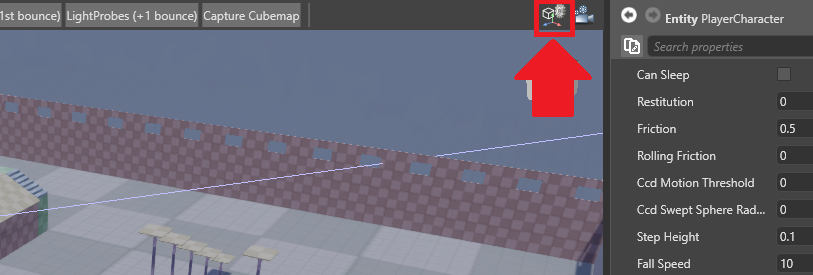 1st bounce) LightProbes (+1 bounce) Capture Cubemap
Entity PlayerCharacter
Search properties
Can Sleep
Restitution 0
Friction 0.5
Rolling Friction 0
Ccd Motion Threshold 0
Ccd Swept Sphere Rad... 0
Step Height 0.1
Fall Speed 10